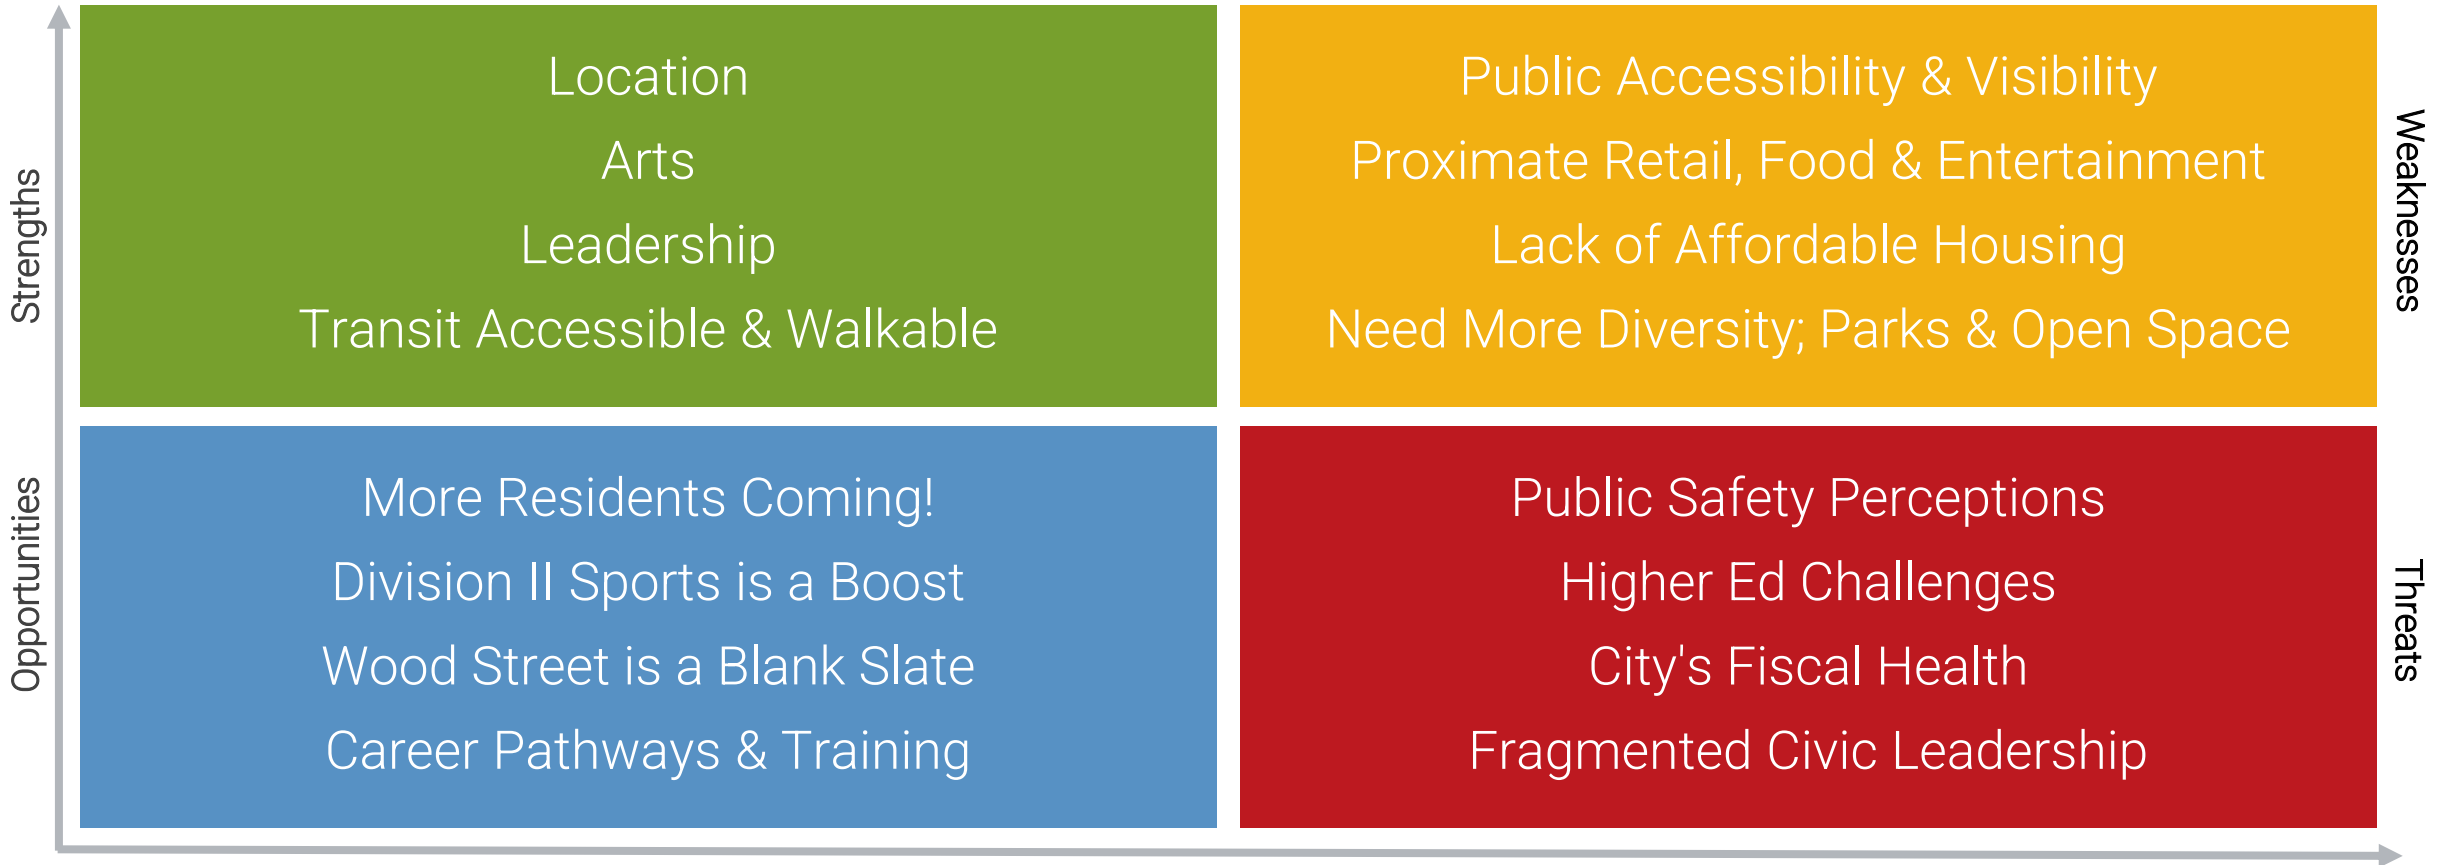 Strengths
Location
Arts
Leadership
Transit Accessible & Walkable
Public Accessibility & Visibility
Proximate Retail, Food & Entertainment
Lack of Affordable Housing
Need More Diversity; Parks & Open Space
Weaknesses
Opportunities
More Residents Coming!
Division II Sports is a Boost
Wood Street is a Blank Slate
Career Pathways & Training
Public Safety Perceptions
Higher Ed Challenges
City's Fiscal Health
Fragmented Civic Leadership
Threats